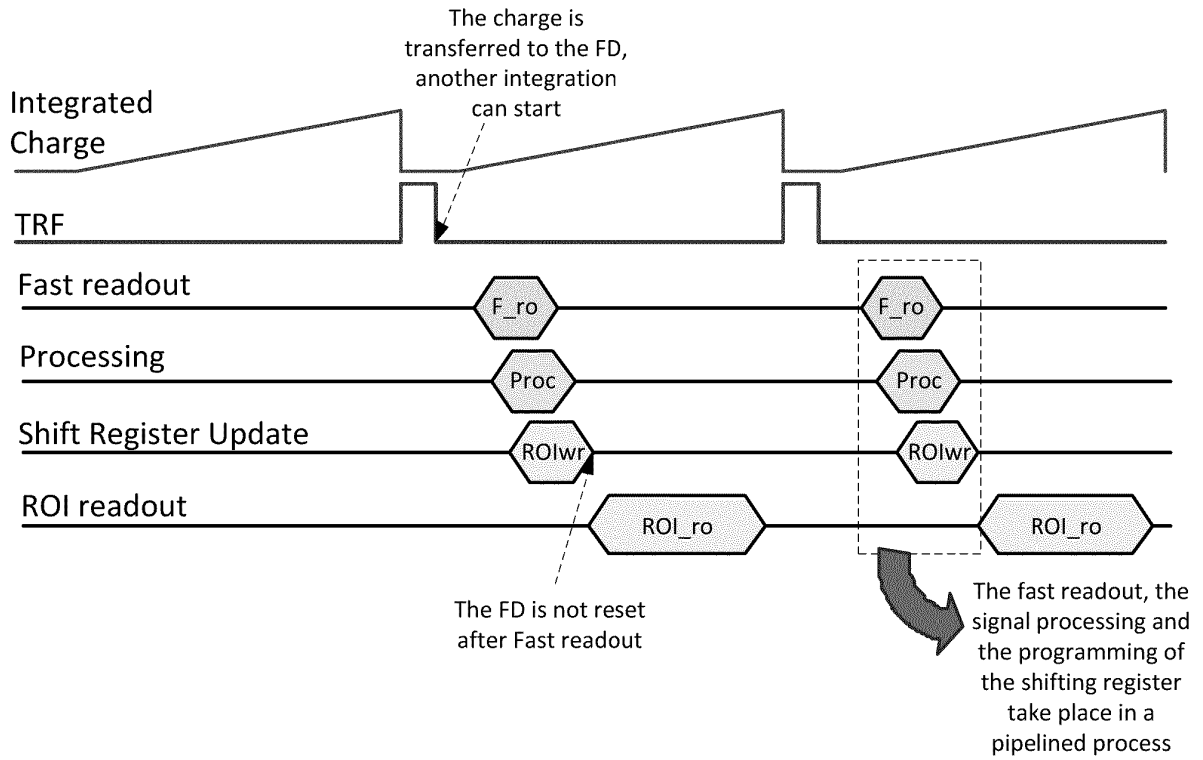 The charge is
transferred to the FD,
another integration
can start
Integrated
Charge
TRF
Fast readout
F_ro
F_ro
Processing
Proc
Proc
Shift Register Update
ROIwr
ROIwr
ROI readout
ROI_ro
ROI_ro
The FD is not reset
after Fast readout
The fast readout, the
signal processing and
the programming of
the shifting register
take place in a
pipelined process